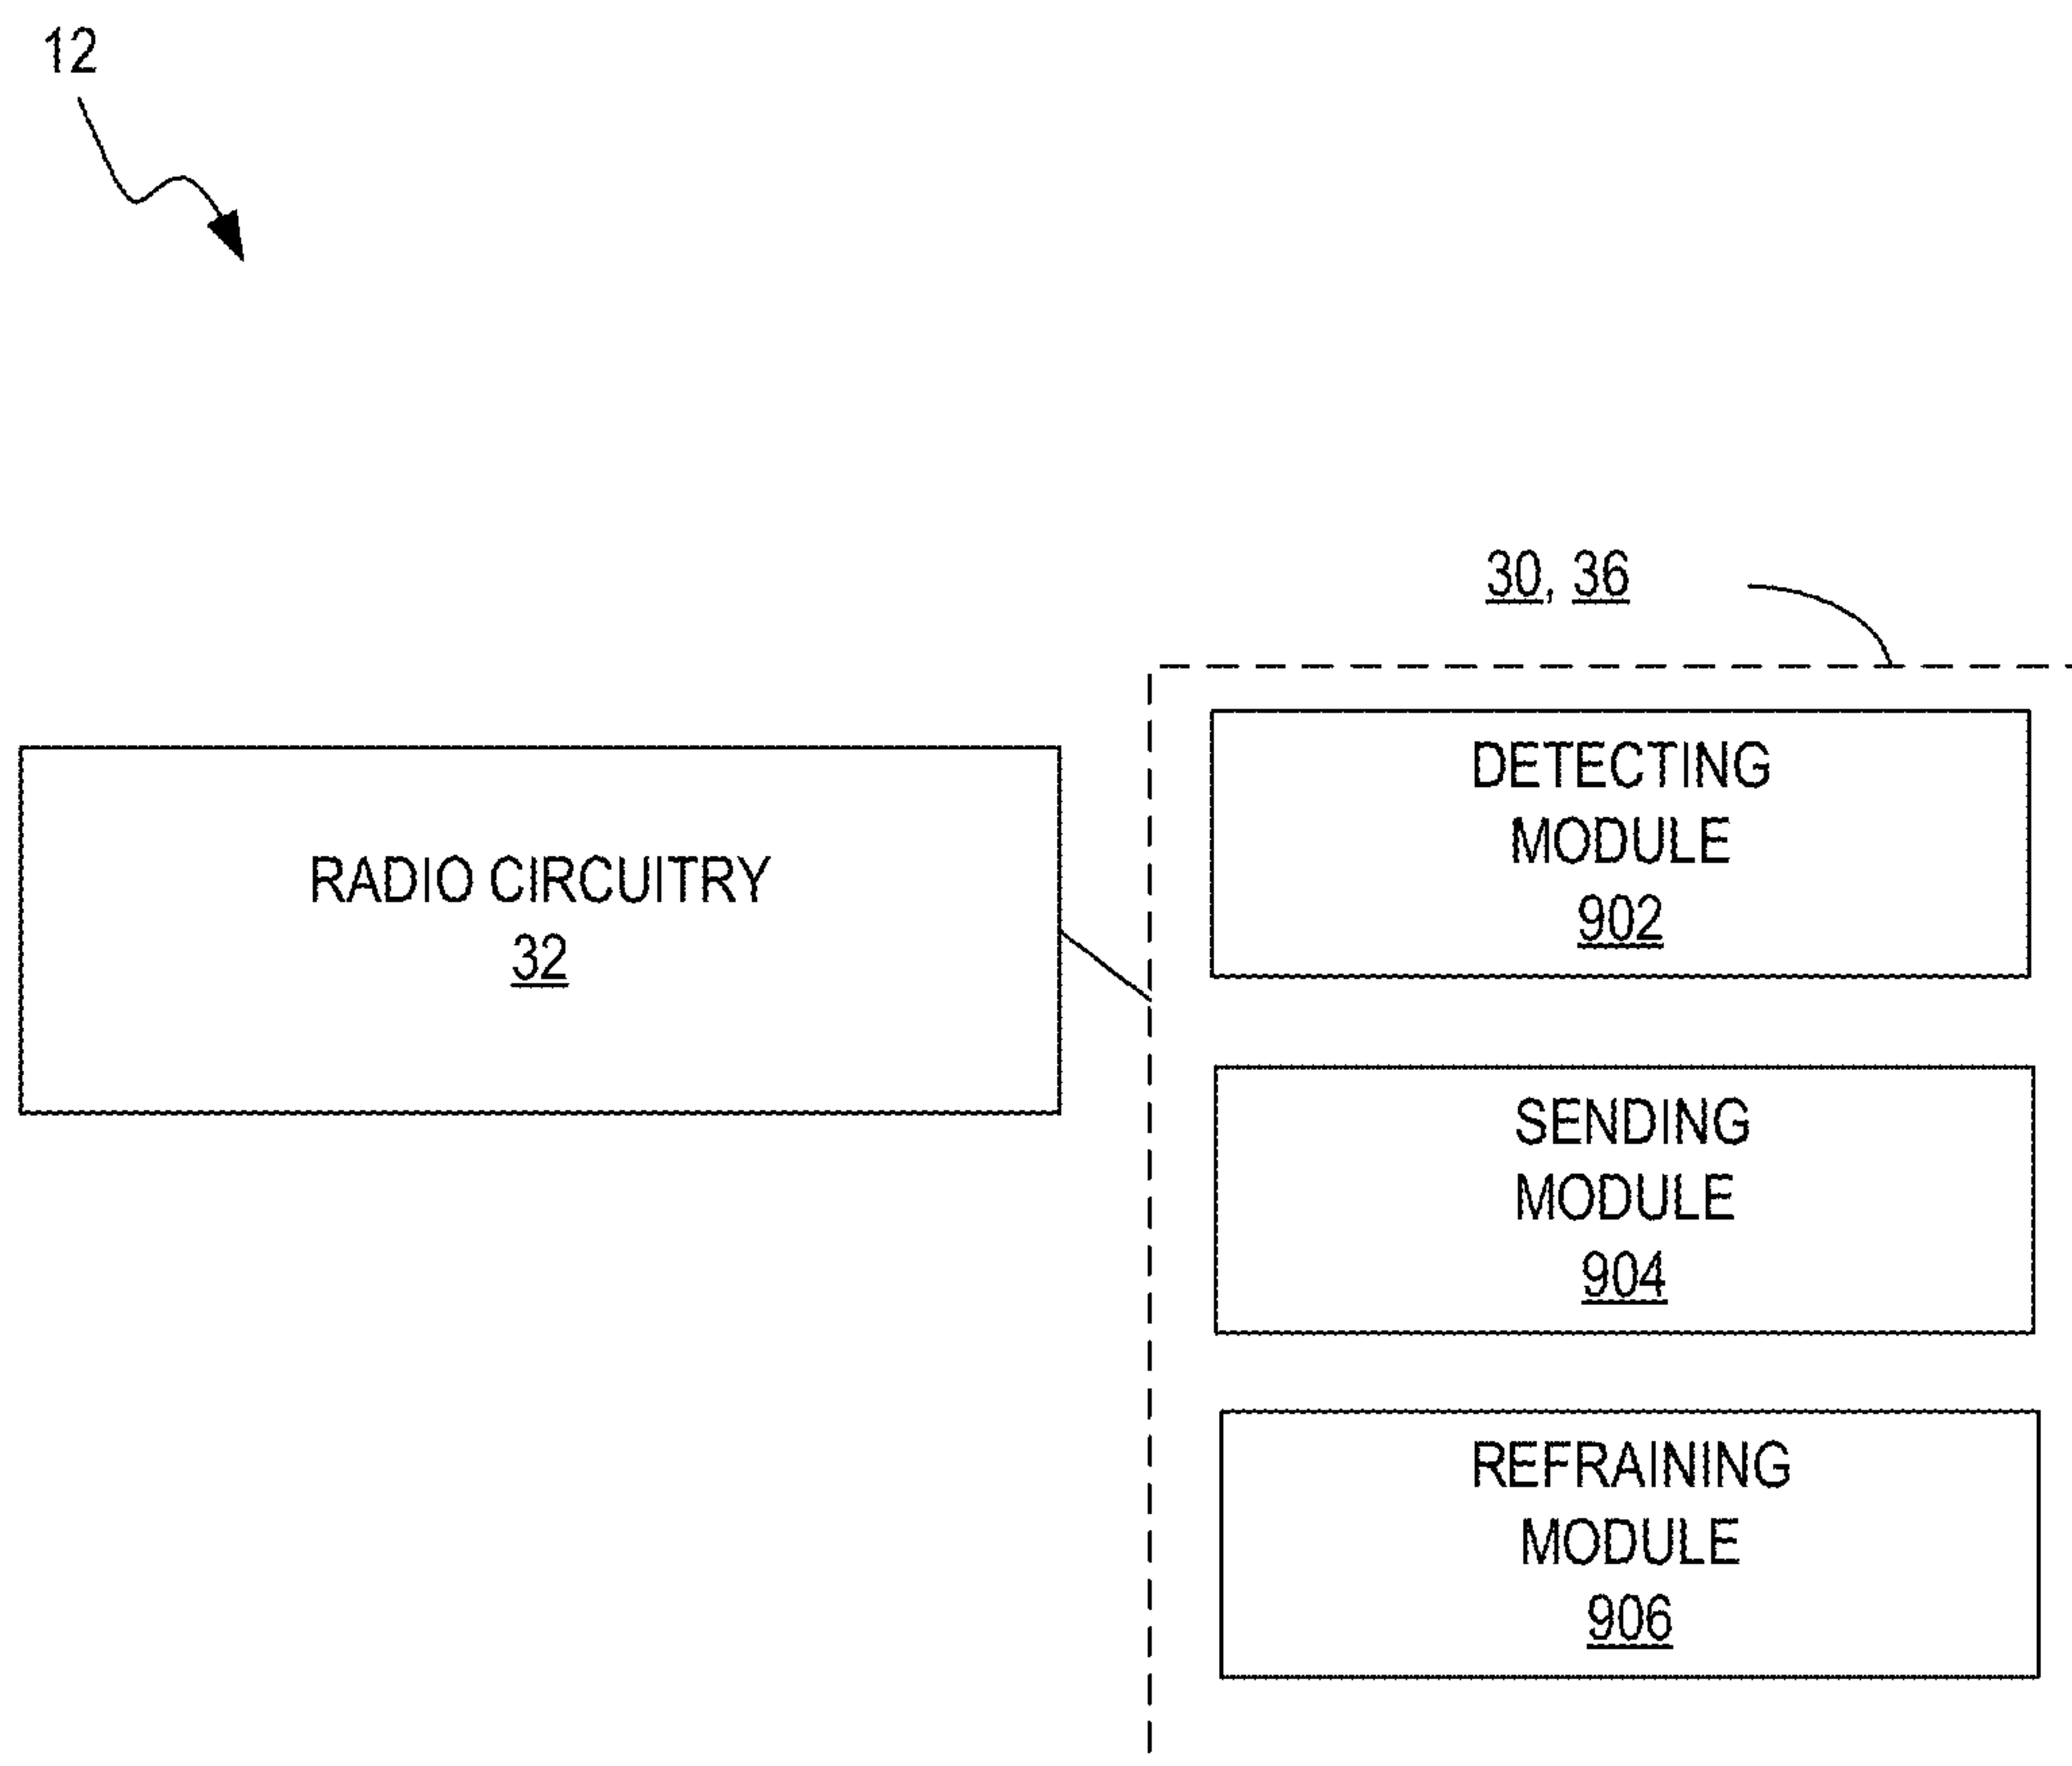 12
30, 36
RADIO CIRCUITRY
32
DETECTING
MODULE
902
SENDING
MODULE
904
REFRAINING
MODULE
906